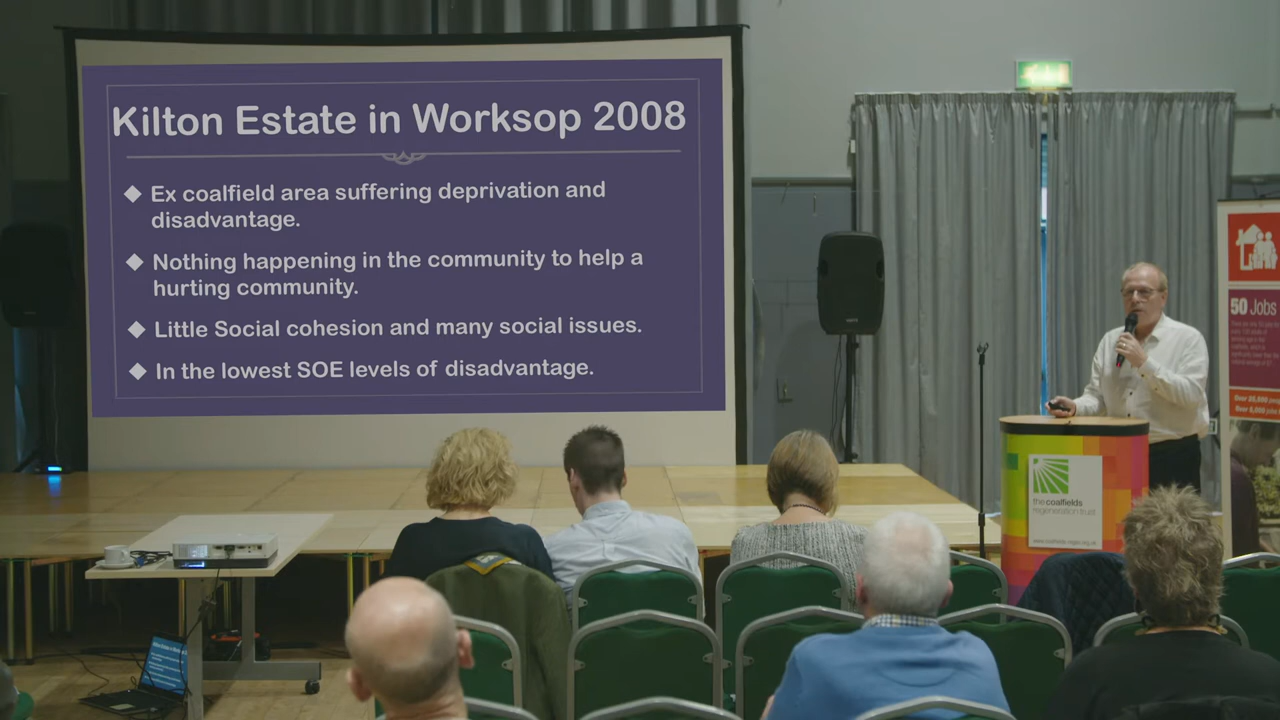 Kilton Estate in Worksop 2008
Ex coalfield area suffering deprivation and
disadvantage.
Nothing happening in the community to help a
hurting community.
Little Social cohesion and many social issues.
In the lowest SOE levels of disadvantage.
50 Jobs
the coalfields
regeneration trust